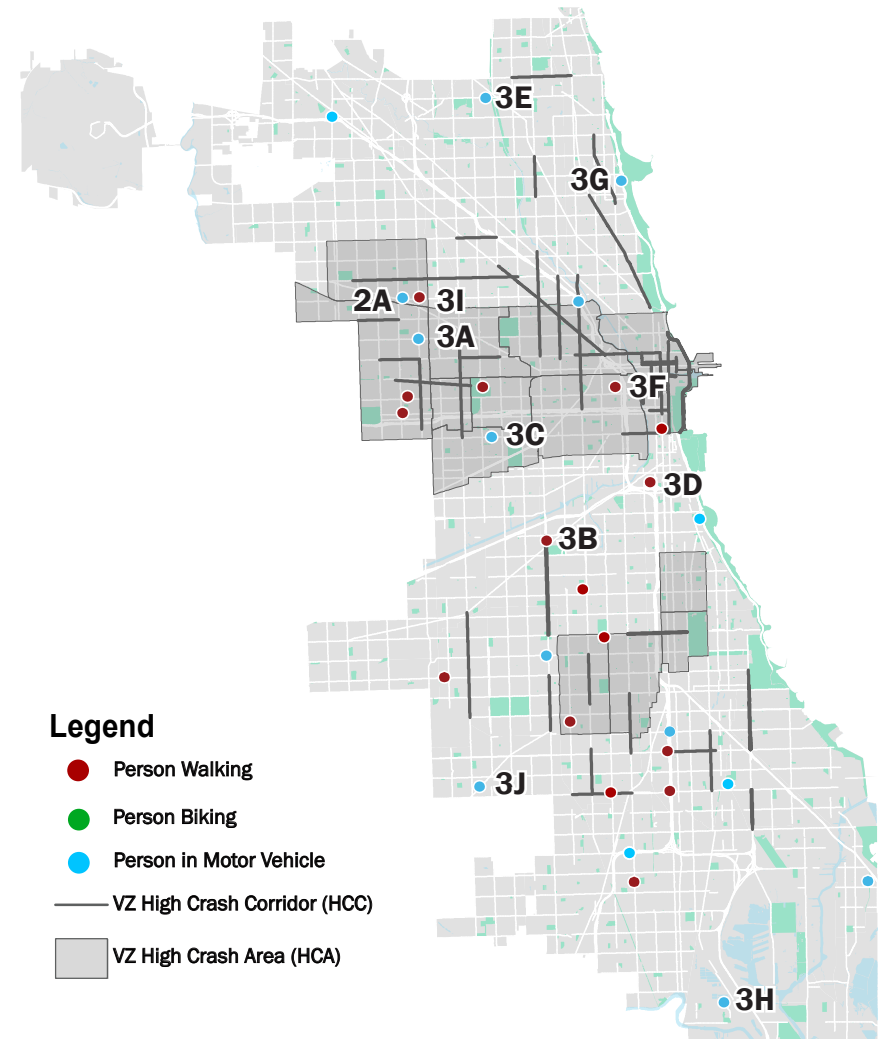 3E
3G
2A
3I
3A
3F
3C
3D
3B
3J
3H
Legend
Person Walking
Person Biking
Person in Motor Vehicle
VZ High Crash Corridor (HCC)
VZ High Crash Area (HCA)